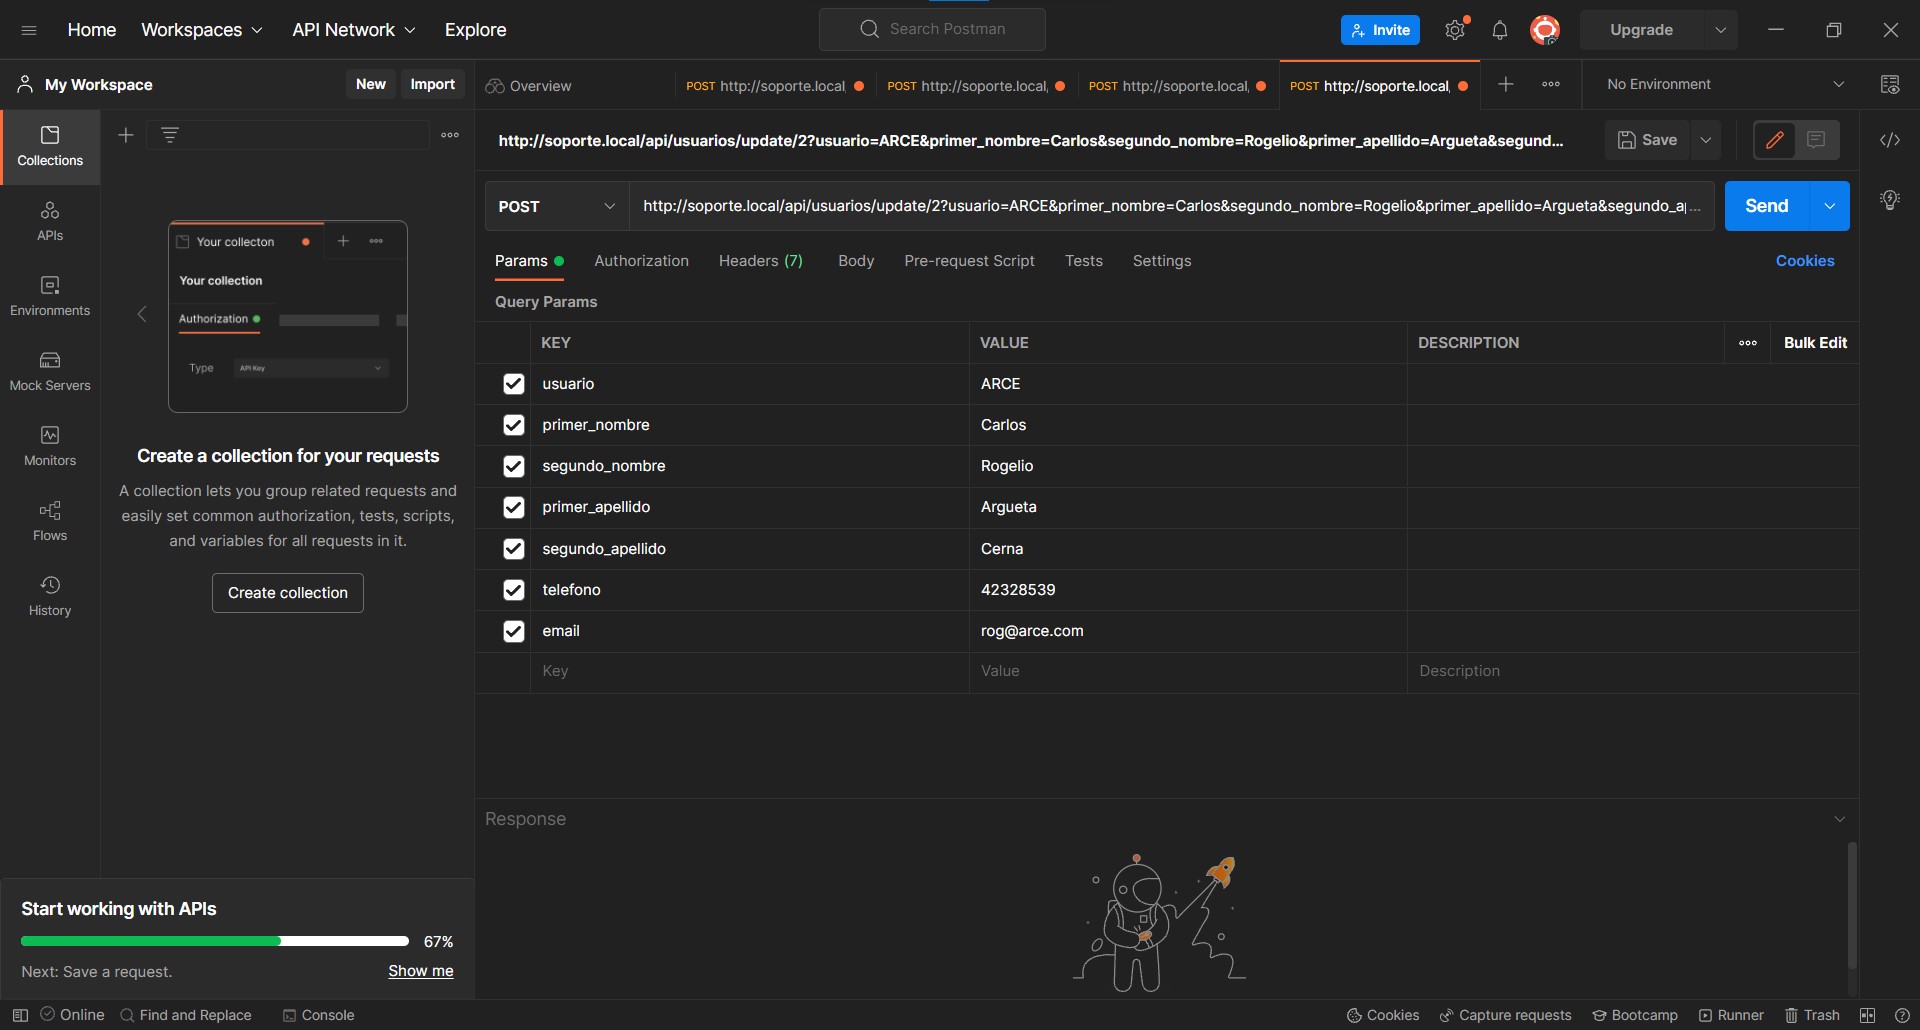 Home Workspaces API Network Explore Search Postman Invite Upgrade
My Workspace New Import Overview POST http://soporte.local, POST http://soporte.local, POST http://soporte.local, POST http://soporte.local, No Environment
Collections
APIs
Environments
Mock Servers
Monitors
Flows
History
Your collecton
Your collection
Authorization
Type API Key
Create a collection for your requests
A collection lets you group related requests and
easily set common authorization, tests, scripts,
and variables for all requests in it.
Create collection
Start working with APIs
67%
Next: Save a request. Show me
http://soporte.local/api/usuarios/update/2?usuario=ARCE&primer_nombre=Carlos&segundo_nombre=Rogelio&primer_apellido=Argueta&segund... Save
POST http://soporte.local/api/usuarios/update/2?usuario=ARCE&primer_nombre=Carlos&segundo_nombre=Rogelio&primer_apellido=Argueta&segundo_a... Send
Params Authorization Headers (7) Body Pre-request Script Tests Settings Cookies
Query Params
KEY VALUE DESCRIPTION Bulk Edit
usuario ARCE
primer_nombre Carlos
segundo_nombre Rogelio
primer_apellido Argueta
segundo_apellido Cerna
telefono 42328539
email rog@arce.com
Key Value Description
Response
Online Find and Replace Console Cookies Capture requests Bootcamp Runner Trash